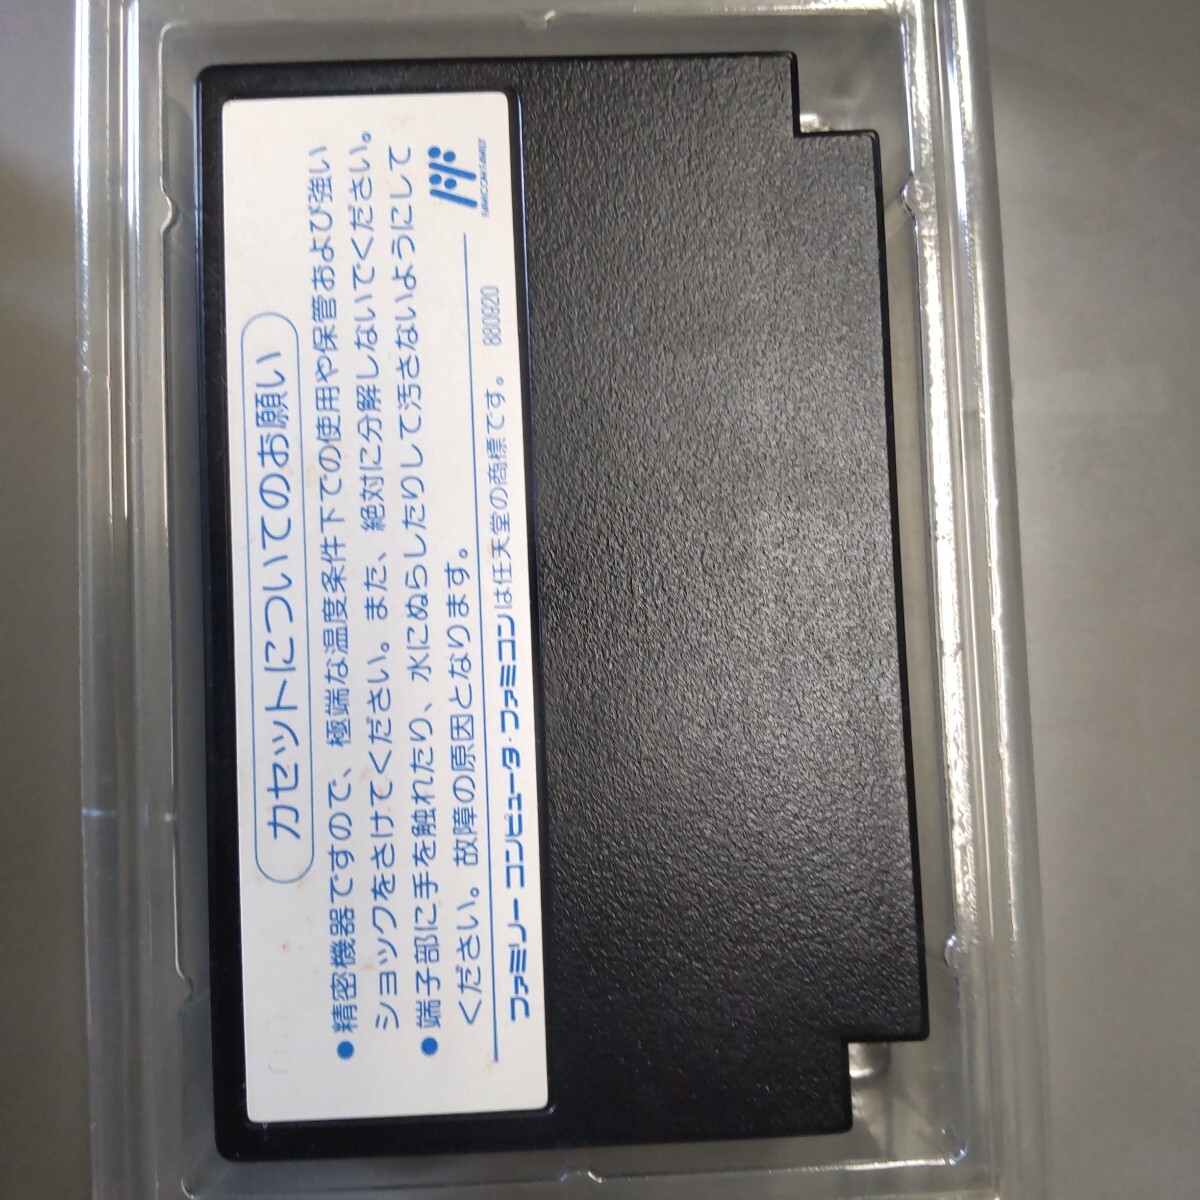 カセットについてのお願い
●精密機器ですので、極端な温度条件下での使用や保管および強い
ショックをさけてください。また、絶対に分解しないでください。
●端子部に手を触れたり、水にぬらしたりして汚さないようにして
ください。故障の原因となります。
FAMICOM FAMILY
ファミリーコンピュータ・ファミコンは任天堂の商標です。 880920